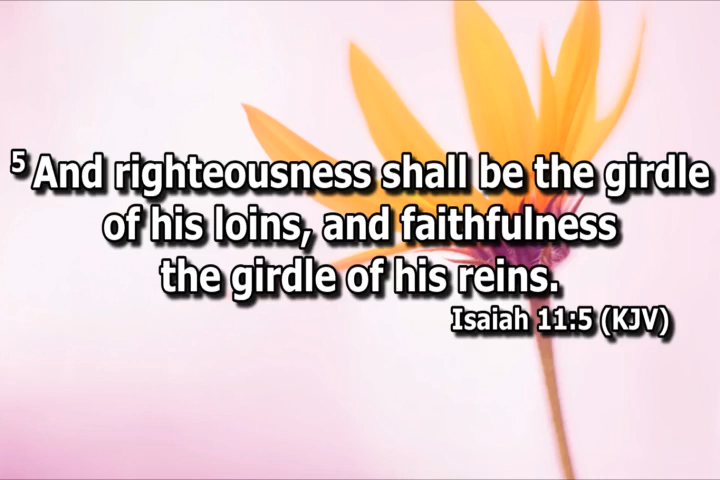 5 And righteousness shall be the girdle
of his loins, and faithfulness
the girdle of his reins.
Isaiah 11:5 (KJV)